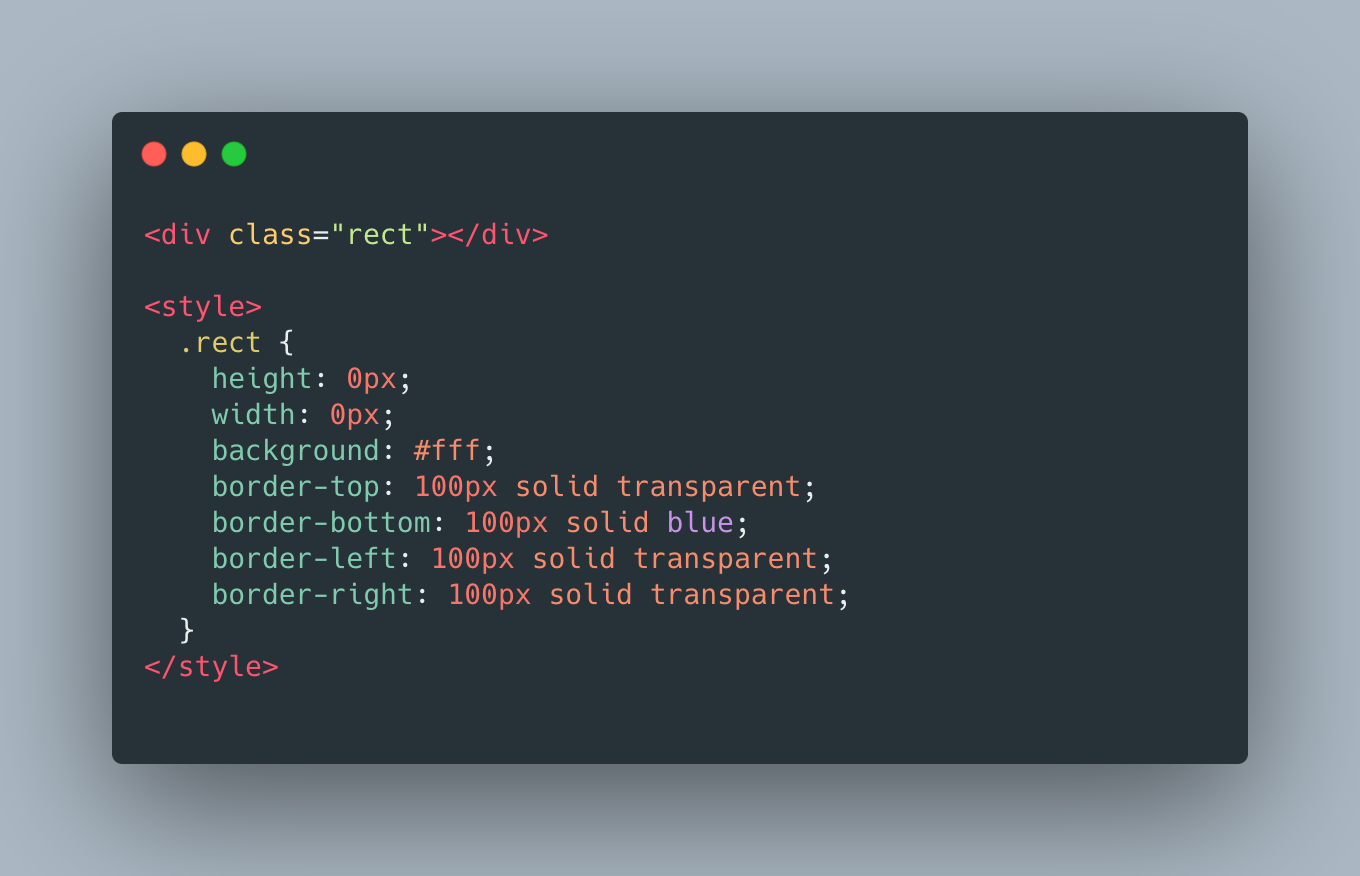 <div class="rect"></div>

<style>
  .rect {
    height: 0px;
    width: 0px;
    background: #fff;
    border-top: 100px solid transparent;
    border-bottom: 100px solid blue;
    border-left: 100px solid transparent;
    border-right: 100px solid transparent;
  }
</style>